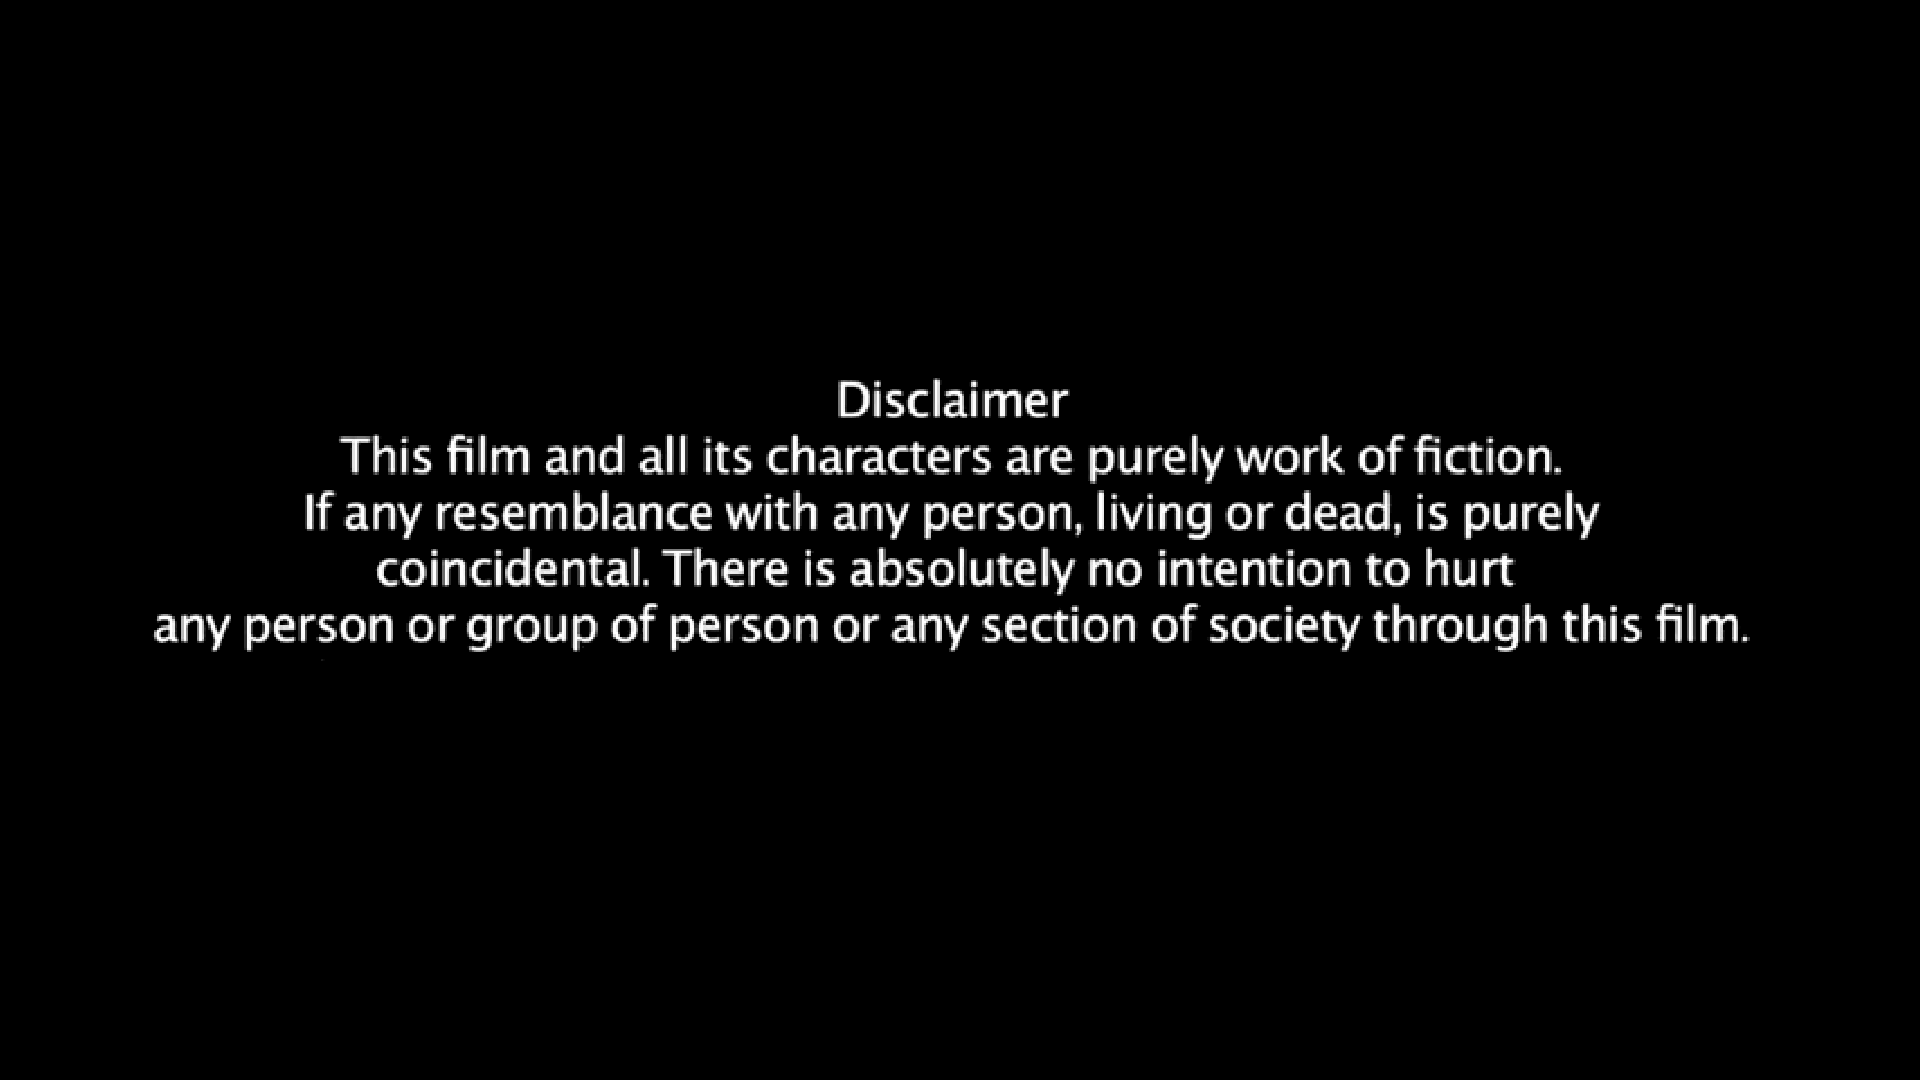 Disclaimer
This film and all its characters are purely work of fiction.
If any resemblance with any person, living or dead, is purely
coincidental. There is absolutely no intention to hurt
any person or group of person or any section of society through this film.